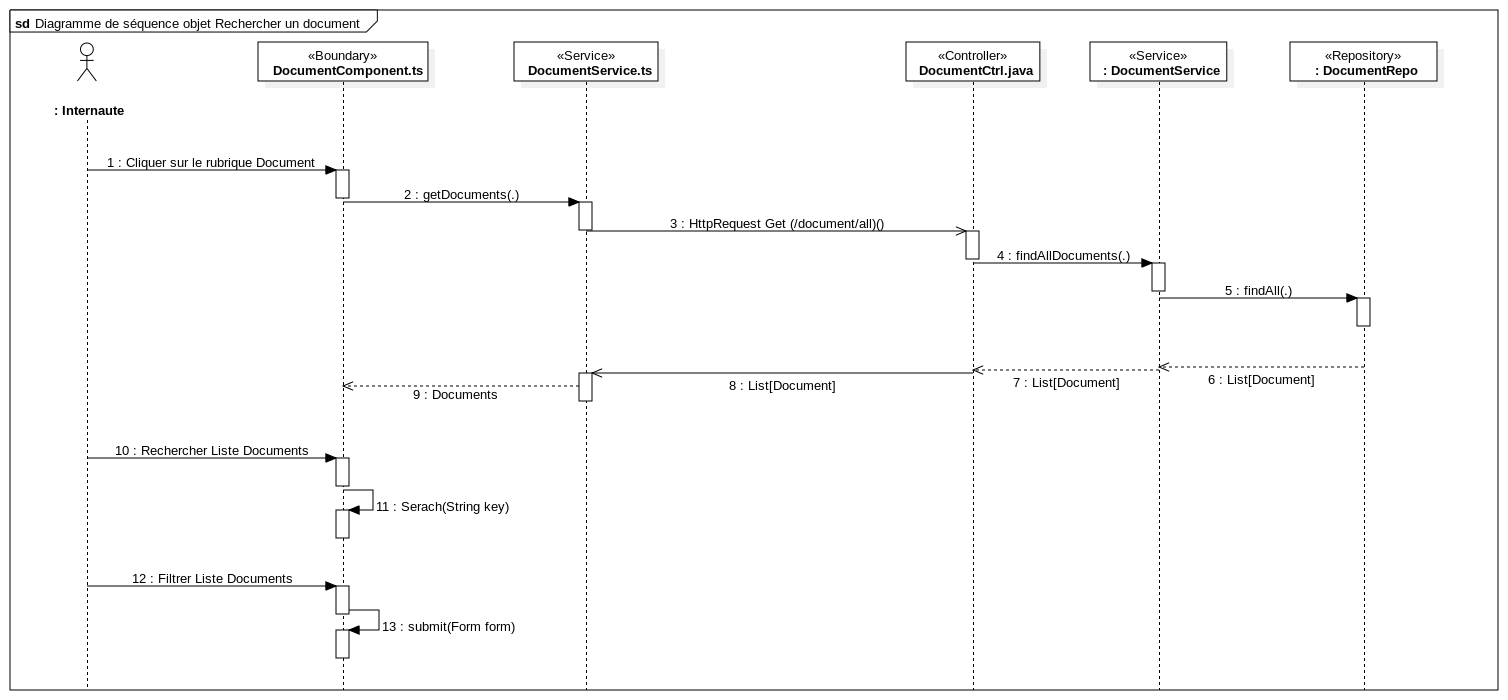 sd Diagramme de séquence objet Rechercher un document
«Boundary»
DocumentComponent.ts
«Service»
DocumentService.ts
«Controller»
DocumentCtrl.java
«Service»
: DocumentService
«Repository»
: DocumentRepo
: Internaute
1 : Cliquer sur le rubrique Document
2 : getDocuments(.)
3 : HttpRequest Get (/document/all)()
4 : findAllDocuments(.)
5 : findAll(.)
6 : List[Document]
7 : List[Document]
8 : List[Document]
9 : Documents
10 : Rechercher Liste Documents
11 : Serach(String key)
12 : Filtrer Liste Documents
13 : submit(Form form)